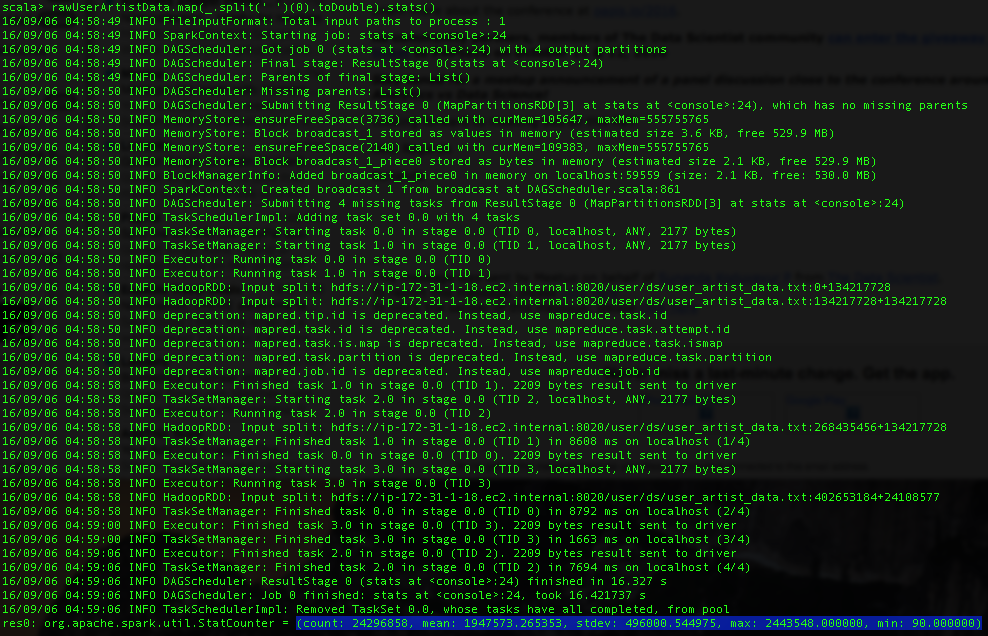 scala> rawUserArtistData.map(_.split(' ')(0).toDouble).stats()
16/09/06 04:58:49 INFO FileInputFormat: Total input paths to process : 1
16/09/06 04:58:49 INFO SparkContext: Starting job: stats at <console>:24
16/09/06 04:58:49 INFO DAGScheduler: Got job 0 (stats at <console>:24) with 4 output partitions
16/09/06 04:58:49 INFO DAGScheduler: Final stage: ResultStage 0(stats at <console>:24)
16/09/06 04:58:49 INFO DAGScheduler: Parents of final stage: List()
16/09/06 04:58:50 INFO DAGScheduler: Missing parents: List()
16/09/06 04:58:50 INFO DAGScheduler: Submitting ResultStage 0 (MapPartitionsRDD[3] at stats at <console>:24), which has no missing parents
16/09/06 04:58:50 INFO MemoryStore: ensureFreeSpace(3736) called with curMem=105647, maxMem=555755765
16/09/06 04:58:50 INFO MemoryStore: Block broadcast_1 stored as values in memory (estimated size 3.6 KB, free 529.9 MB)
16/09/06 04:58:50 INFO MemoryStore: ensureFreeSpace(2140) called with curMem=109383, maxMem=555755765
16/09/06 04:58:50 INFO MemoryStore: Block broadcast_1_piece0 stored as bytes in memory (estimated size 2.1 KB, free 529.9 MB)
16/09/06 04:58:50 INFO BlockManagerInfo: Added broadcast_1_piece0 in memory on localhost:59559 (size: 2.1 KB, free: 530.0 MB)
16/09/06 04:58:50 INFO SparkContext: Created broadcast 1 from broadcast at DAGScheduler.scala:861
16/09/06 04:58:50 INFO DAGScheduler: Submitting 4 missing tasks from ResultStage 0 (MapPartitionsRDD[3] at stats at <console>:24)
16/09/06 04:58:50 INFO TaskSchedulerImpl: Adding task set 0.0 with 4 tasks
16/09/06 04:58:50 INFO TaskSetManager: Starting task 0.0 in stage 0.0 (TID 0, localhost, ANY, 2177 bytes)
16/09/06 04:58:50 INFO TaskSetManager: Starting task 1.0 in stage 0.0 (TID 1, localhost, ANY, 2177 bytes)
16/09/06 04:58:50 INFO Executor: Running task 0.0 in stage 0.0 (TID 0)
16/09/06 04:58:50 INFO Executor: Running task 1.0 in stage 0.0 (TID 1)
16/09/06 04:58:50 INFO HadoopRDD: Input split: hdfs://ip-172-31-1-18.ec2.internal:8020/user/ds/user_artist_data.txt:0+134217728
16/09/06 04:58:50 INFO HadoopRDD: Input split: hdfs://ip-172-31-1-18.ec2.internal:8020/user/ds/user_artist_data.txt:134217728+134217728
16/09/06 04:58:50 INFO deprecation: mapred.tip.id is deprecated. Instead, use mapreduce.task.id
16/09/06 04:58:50 INFO deprecation: mapred.task.id is deprecated. Instead, use mapreduce.task.attempt.id
16/09/06 04:58:50 INFO deprecation: mapred.task.is.map is deprecated. Instead, use mapreduce.task.ismap
16/09/06 04:58:50 INFO deprecation: mapred.task.partition is deprecated. Instead, use mapreduce.task.partition
16/09/06 04:58:50 INFO deprecation: mapred.job.id is deprecated. Instead, use mapreduce.job.id
16/09/06 04:58:58 INFO Executor: Finished task 1.0 in stage 0.0 (TID 1). 2209 bytes result sent to driver
16/09/06 04:58:58 INFO TaskSetManager: Starting task 2.0 in stage 0.0 (TID 2, localhost, ANY, 2177 bytes)
16/09/06 04:58:58 INFO Executor: Running task 2.0 in stage 0.0 (TID 2)
16/09/06 04:58:58 INFO HadoopRDD: Input split: hdfs://ip-172-31-1-18.ec2.internal:8020/user/ds/user_artist_data.txt:268435456+134217728
16/09/06 04:58:58 INFO TaskSetManager: Finished task 1.0 in stage 0.0 (TID 1) in 8608 ms on localhost (1/4)
16/09/06 04:58:58 INFO Executor: Finished task 0.0 in stage 0.0 (TID 0). 2209 bytes result sent to driver
16/09/06 04:58:58 INFO TaskSetManager: Starting task 3.0 in stage 0.0 (TID 3, localhost, ANY, 2177 bytes)
16/09/06 04:58:58 INFO Executor: Running task 3.0 in stage 0.0 (TID 3)
16/09/06 04:58:58 INFO HadoopRDD: Input split: hdfs://ip-172-31-1-18.ec2.internal:8020/user/ds/user_artist_data.txt:402653184+24108577
16/09/06 04:58:58 INFO TaskSetManager: Finished task 0.0 in stage 0.0 (TID 0) in 8792 ms on localhost (2/4)
16/09/06 04:59:00 INFO Executor: Finished task 3.0 in stage 0.0 (TID 3). 2209 bytes result sent to driver
16/09/06 04:59:00 INFO TaskSetManager: Finished task 3.0 in stage 0.0 (TID 3) in 1663 ms on localhost (3/4)
16/09/06 04:59:06 INFO Executor: Finished task 2.0 in stage 0.0 (TID 2). 2209 bytes result sent to driver
16/09/06 04:59:06 INFO TaskSetManager: Finished task 2.0 in stage 0.0 (TID 2) in 7694 ms on localhost (4/4)
16/09/06 04:59:06 INFO DAGScheduler: ResultStage 0 (stats at <console>:24) finished in 16.327 s
16/09/06 04:59:06 INFO DAGScheduler: Job 0 finished: stats at <console>:24, took 16.421737 s
16/09/06 04:59:06 INFO TaskSchedulerImpl: Removed TaskSet 0.0, whose tasks have all completed, from pool
res0: org.apache.spark.util.StatCounter = (count: 24296858, mean: 1947573.265353, stdev: 496000.544975, max: 2443548.000000, min: 90.000000)